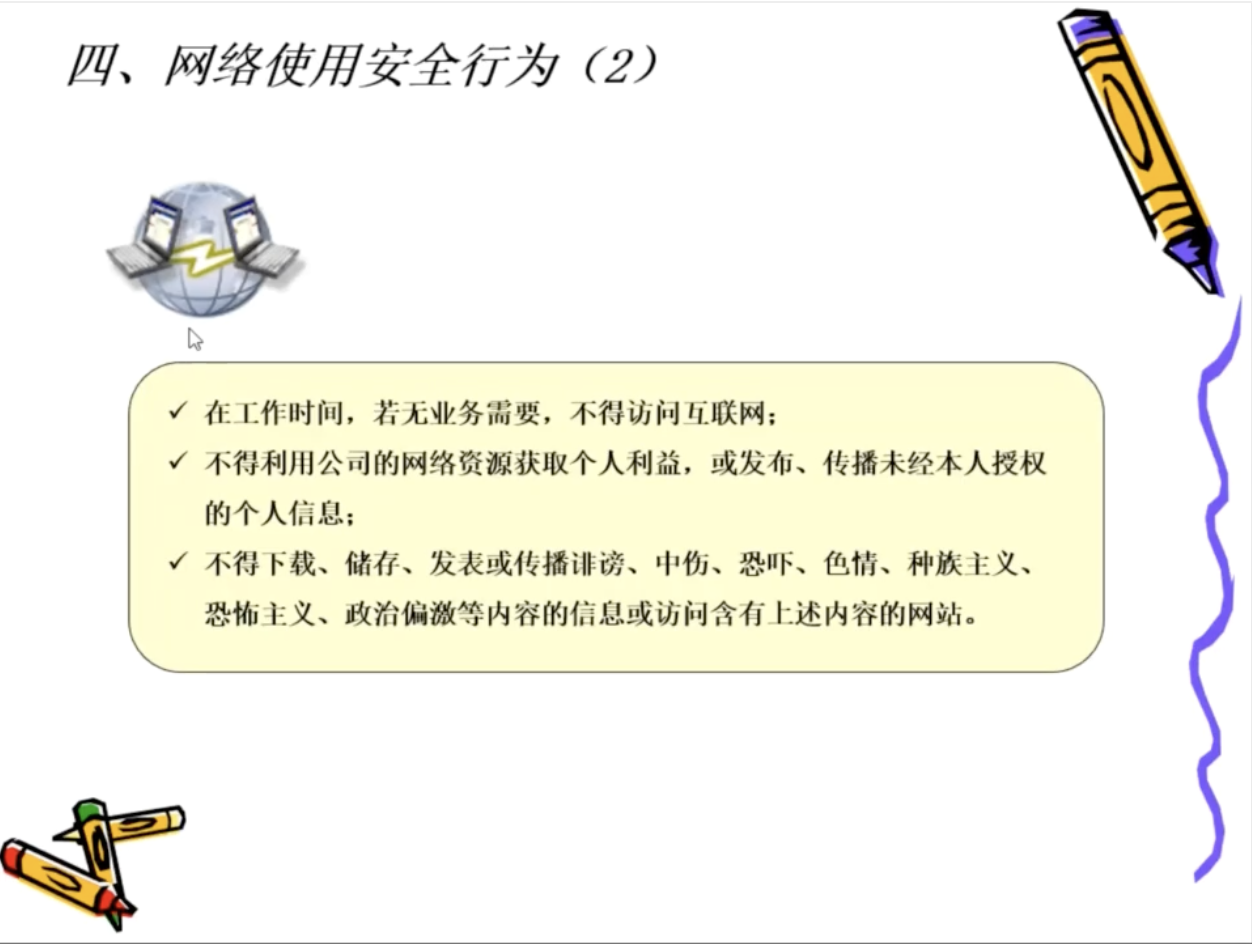 四、网络使用安全行为（2）
✓ 在工作时间，若无业务需要，不得访问互联网；
✓ 不得利用公司的网络资源获取个人利益，或发布、传播未经本人授权
的个人信息；
✓ 不得下载、储存、发表或传播诽谤、中伤、恐吓、色情、种族主义、
恐怖主义、政治偏激等内容的信息或访问含有上述内容的网站。